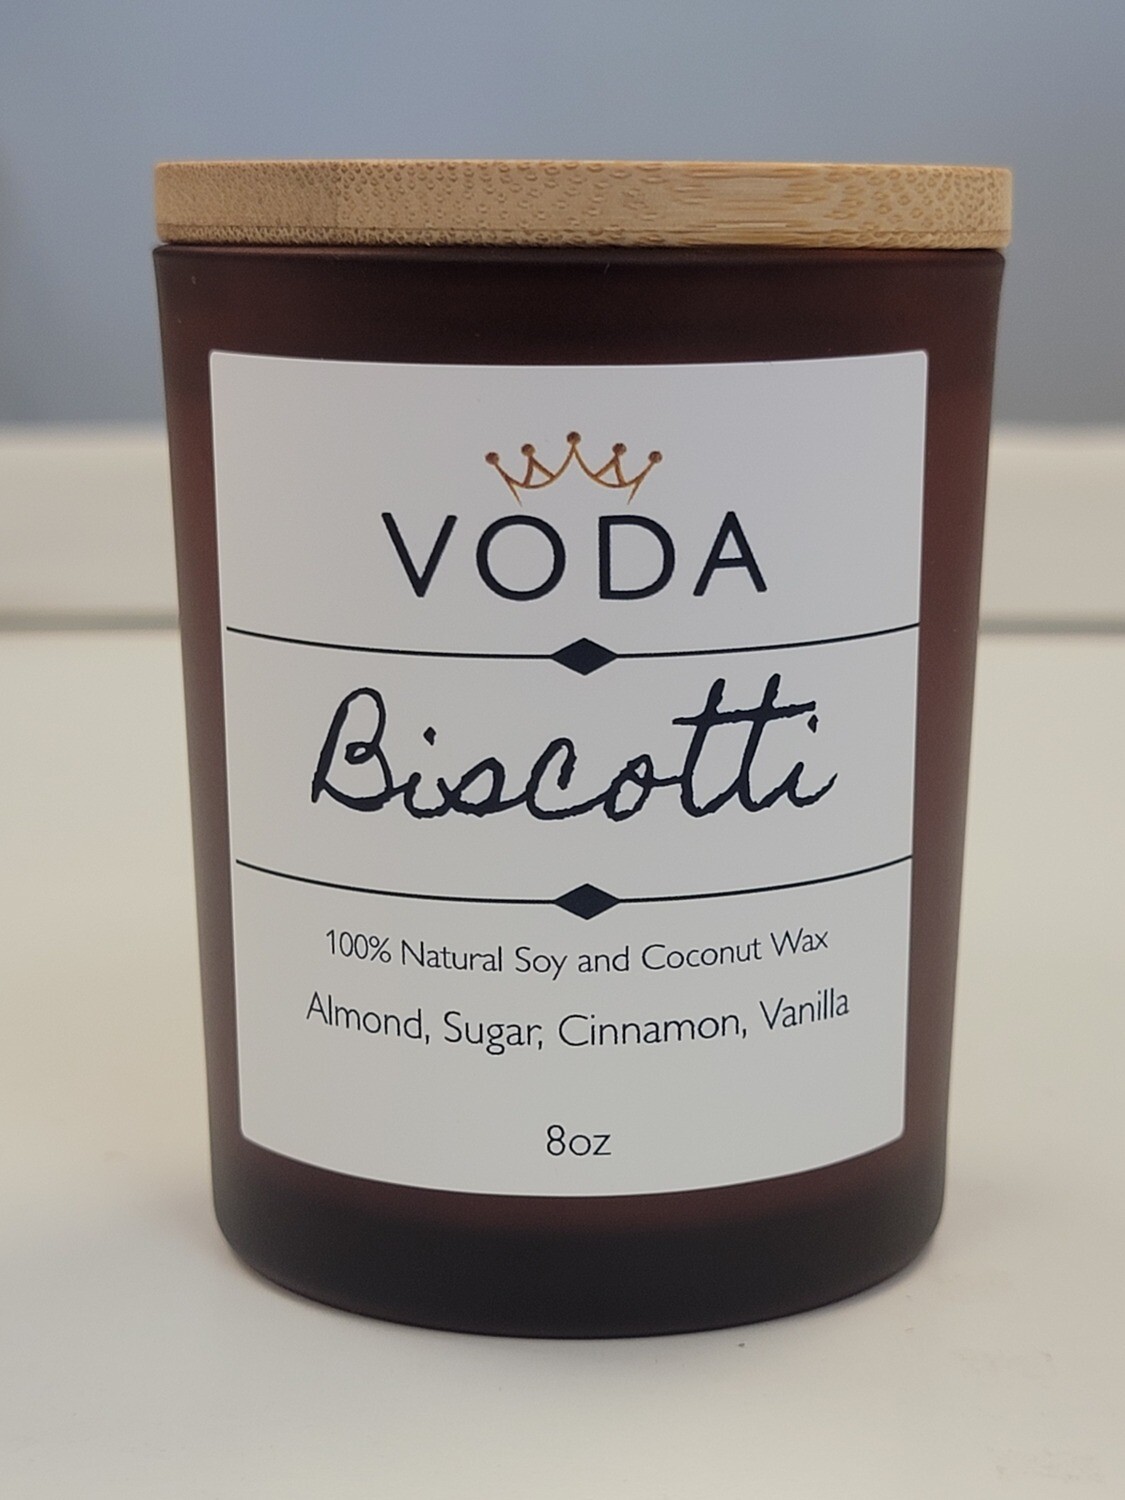 VODA
Biscotti
100% Natural Soy and Coconut Wax
Almond, Sugar, Cinnamon, Vanilla
8oz